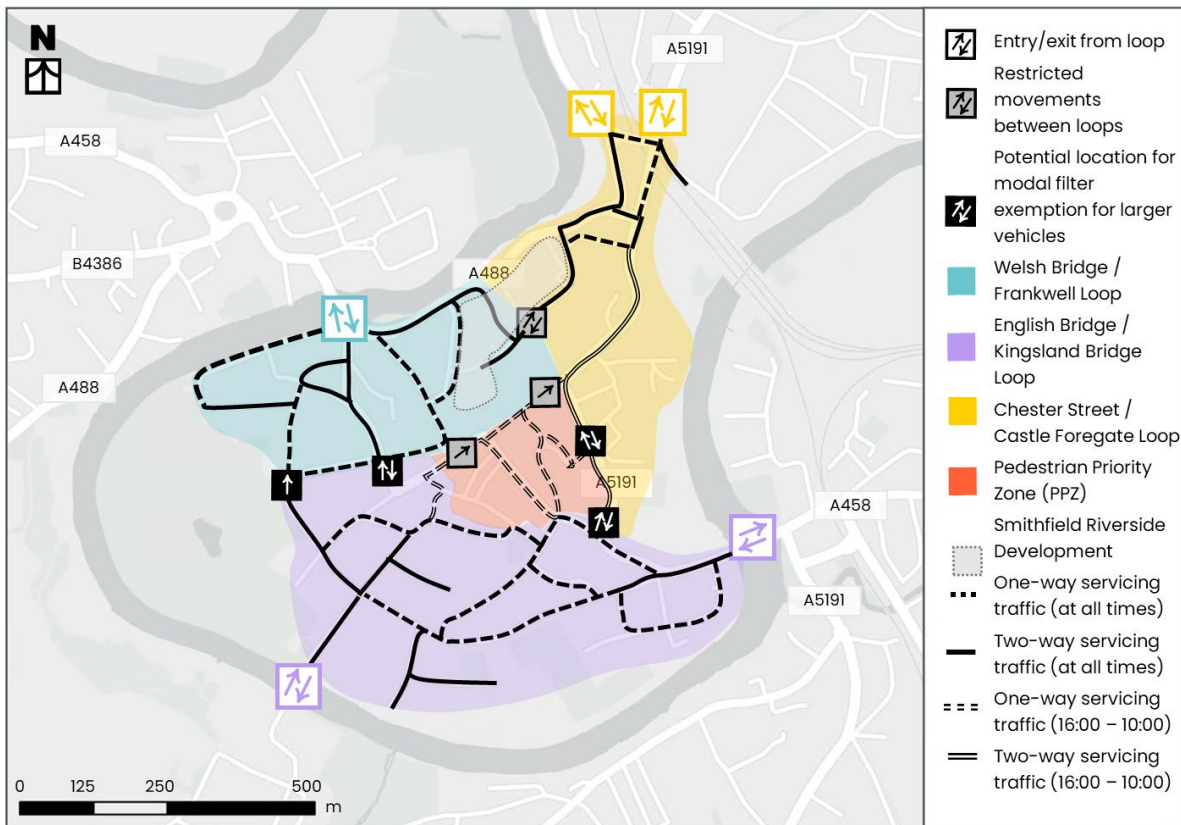 N
A5191
A458
B4386
A488
A488
A5191
A458
A5191
0 125 250 500
m
Entry/exit from loop
Restricted
movements
between loops
Potential location for
modal filter
exemption for larger
vehicles
Welsh Bridge /
Frankwell Loop
English Bridge /
Kingsland Bridge
Loop
Chester Street /
Castle Foregate Loop
Pedestrian Priority
Zone (PPZ)
Smithfield Riverside
Development
One-way servicing
traffic (at all times)
Two-way servicing
traffic (at all times)
One-way servicing
traffic (16:00 – 10:00)
Two-way servicing
traffic (16:00 – 10:00)